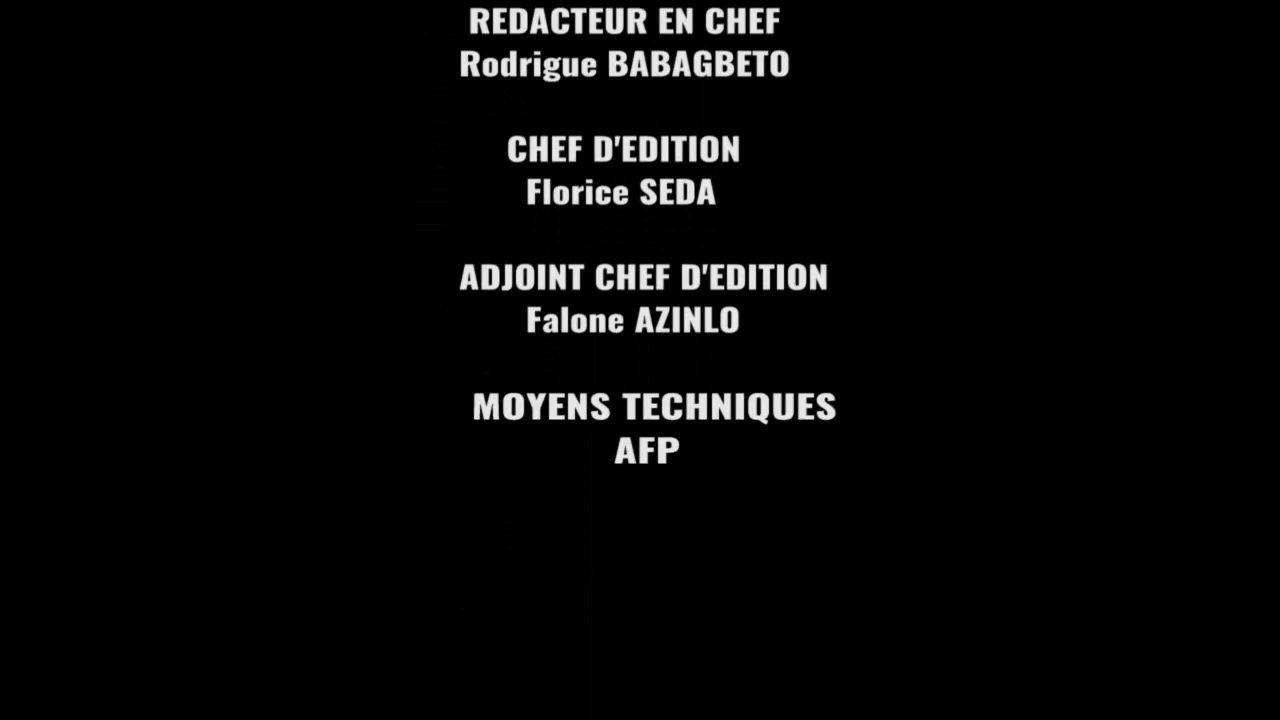 REDACTEUR EN CHEF
Rodrigue BABAGBETO
CHEF D'EDITION
Florice SEDA
ADJOINT CHEF D'EDITION
Falone AZINLO
MOYENS TECHNIQUES
AFP